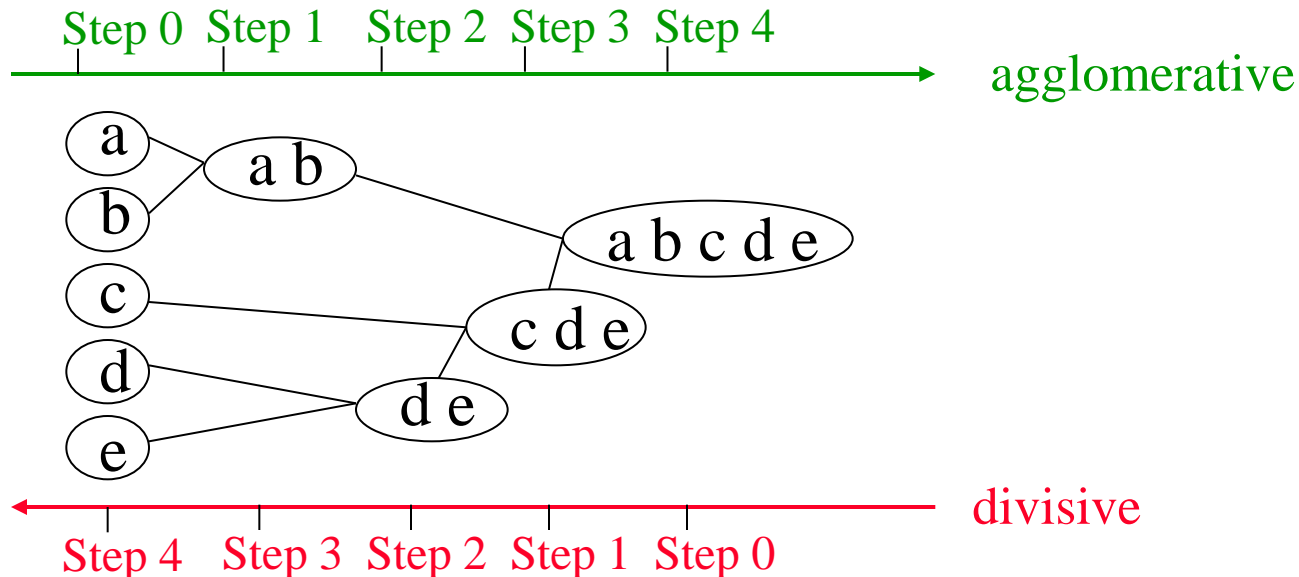 Step 0 Step 1 Step 2 Step 3 Step 4
agglomerative
a
a b
b
a b c d e
c
c d e
d
d e
e
divisive
Step 4 Step 3 Step 2 Step 1 Step 0